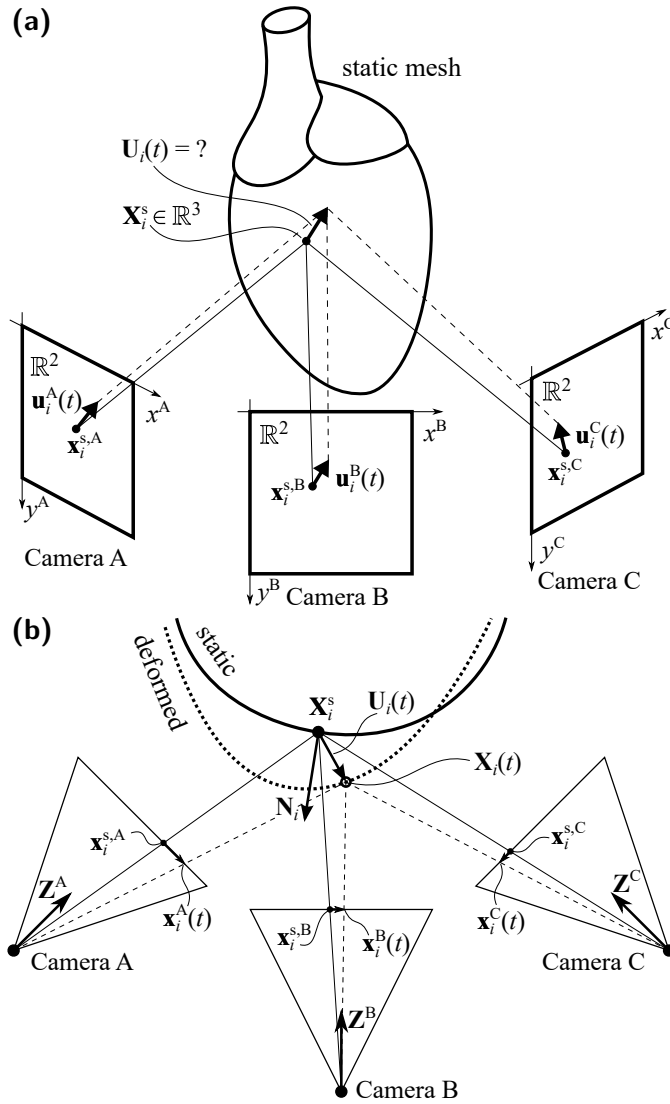 (a)
static mesh
U_i(t) = ?
X_i^s ∈ ℝ^3
x^C
ℝ^2
u_i^A(t)
x_i^{s,A}
x^A
y^A
Camera A
ℝ^2
x^B
x_i^{s,B}
u_i^B(t)
y^B
Camera B
ℝ^2
u_i^C(t)
x_i^{s,C}
y^C
Camera C
(b)
deformed
static
X_i^s
U_i(t)
X_i(t)
N_i
x_i^{s,A}
Z^A
x_i^A(t)
Camera A
x_i^{s,B}
x_i^B(t)
Z^B
Camera B
x_i^{s,C}
Z^C
x_i^C(t)
Camera C